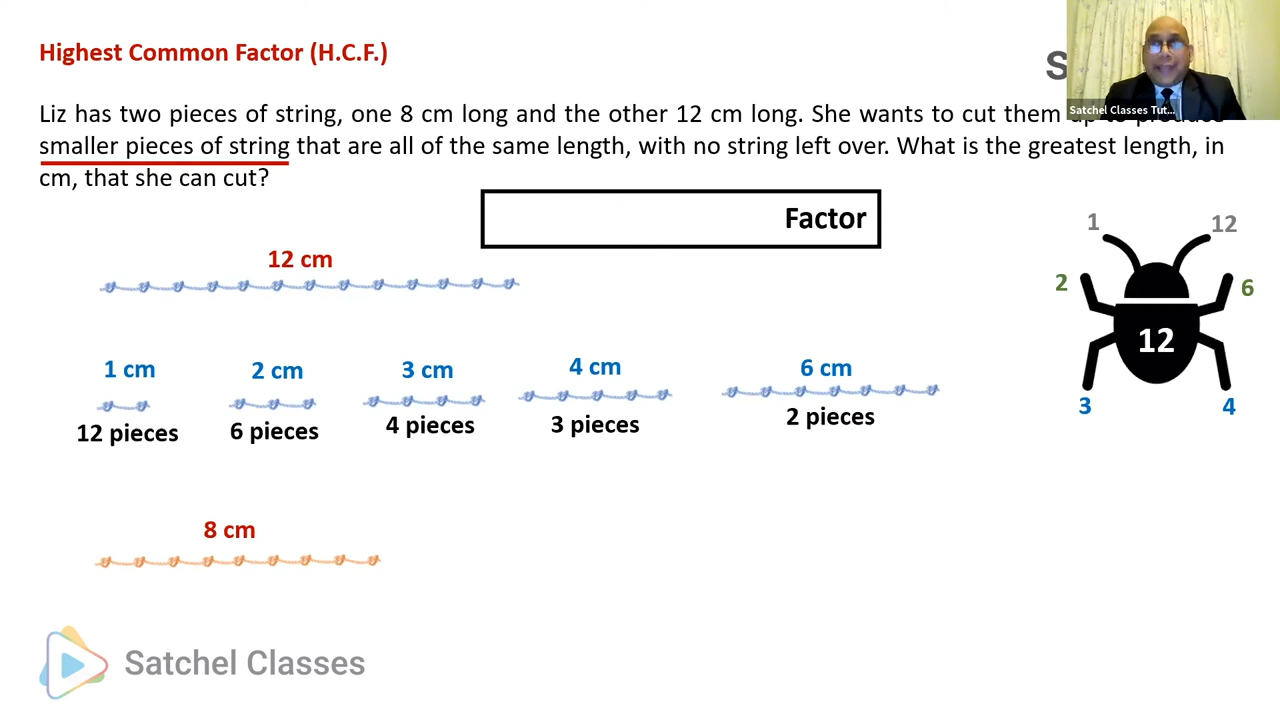 Highest Common Factor (H.C.F.)
S
Satchel Classes Tut...
Liz has two pieces of string, one 8 cm long and the other 12 cm long. She wants to cut them up to produce
smaller pieces of string that are all of the same length, with no string left over. What is the greatest length, in
cm, that she can cut?
Factor
12 cm
1 12
2 6
12
3 4
1 cm 2 cm 3 cm 4 cm 6 cm
12 pieces 6 pieces 4 pieces 3 pieces 2 pieces
8 cm
Satchel Classes